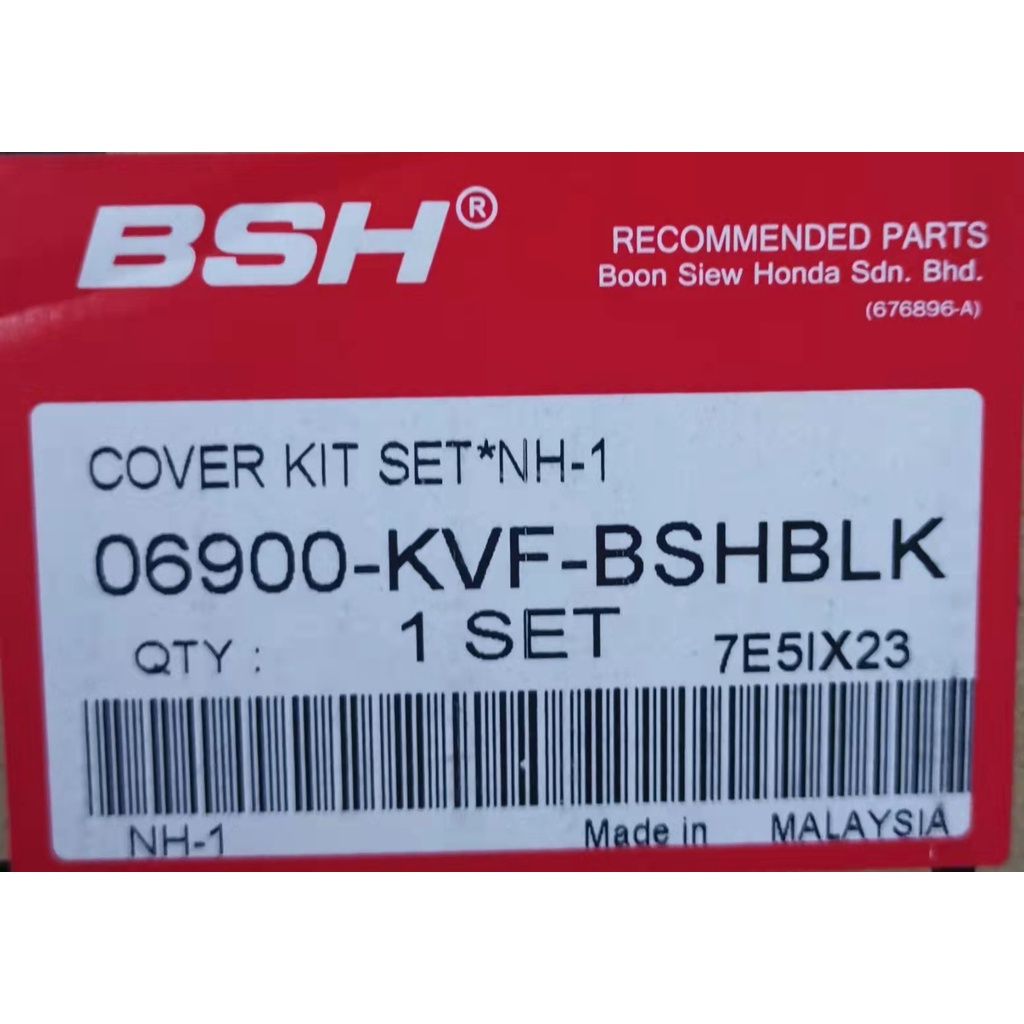 BSH®
RECOMMENDED PARTS
Boon Siew Honda Sdn. Bhd.
(676896-A)
COVER KIT SET*NH-1
06900-KVF-BSHBLK
QTY : 1 SET 7E5IX23
NH-1 Made in MALAYSIA